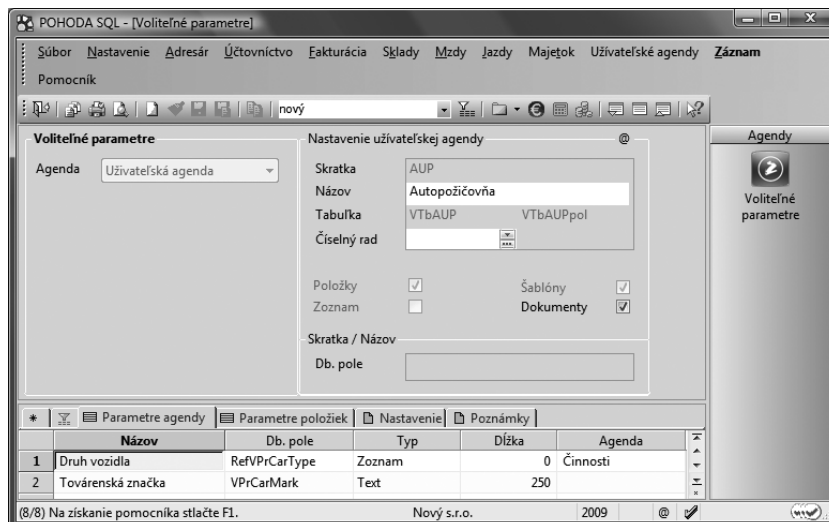 POHODA SQL - [Voliteľné parametre]
Súbor Nastavenie Adresár Účtovníctvo Fakturácia Sklady Mzdy Jazdy Majetok Užívateľské agendy Záznam
Pomocník
nový
Voliteľné parametre
Agenda Uživateľská agenda
Nastavenie užívateľskej agendy @
Skratka AUP
Názov Autopožičovňa
Tabuľka VTbAUP VTbAUPpol
Číselný rad
Položky Šablóny
Zoznam Dokumenty
Skratka / Názov
Db. pole
Agendy
Voliteľné
parametre
Parametre agendy Parametre položiek Nastavenie Poznámky
Názov Db. pole Typ Dĺžka Agenda
1 Druh vozidla RefVPrCarType Zoznam 0 Činnosti
2 Továrenská značka VPrCarMark Text 250
(8/8) Na získanie pomocníka stlačte F1. Nový s.r.o. 2009 @